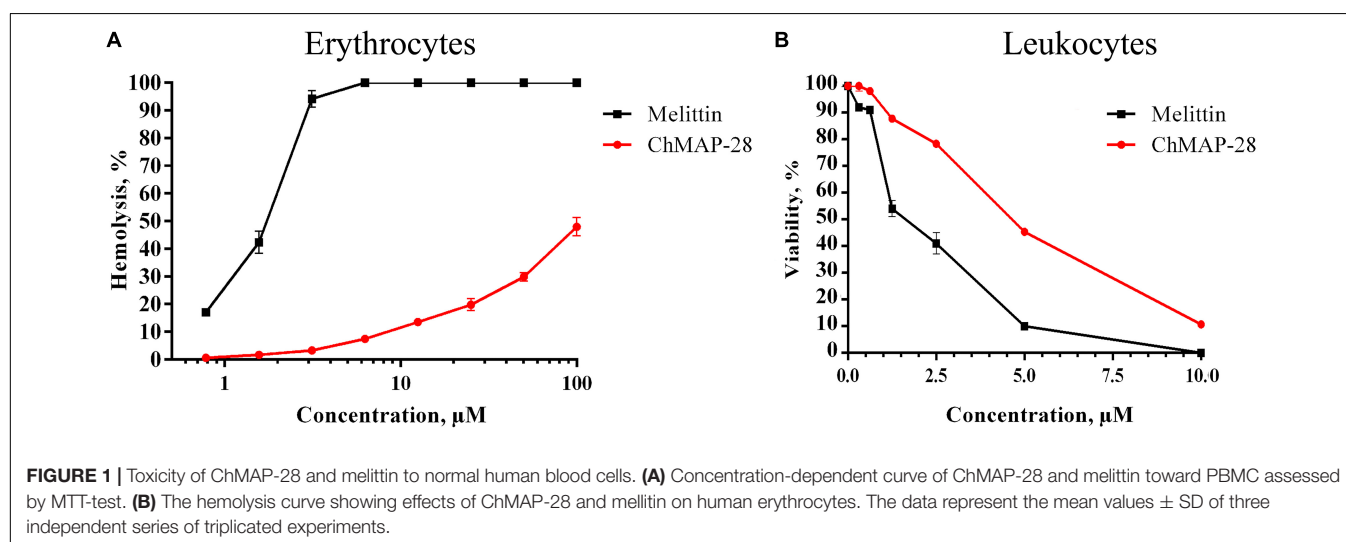 A
Erythrocytes
Hemolysis, %
100
90
80
70
60
50
40
30
20
10
0
Melittin
ChMAP-28
1
10
100
Concentration, µM
B
Leukocytes
Viability, %
100
90
80
70
60
50
40
30
20
10
0
Melittin
ChMAP-28
0.0
2.5
5.0
7.5
10.0
Concentration, µM
FIGURE 1 | Toxicity of ChMAP-28 and melittin to normal human blood cells. (A) Concentration-dependent curve of ChMAP-28 and melittin toward PBMC assessed
by MTT-test. (B) The hemolysis curve showing effects of ChMAP-28 and mellitin on human erythrocytes. The data represent the mean values ± SD of three
independent series of triplicated experiments.